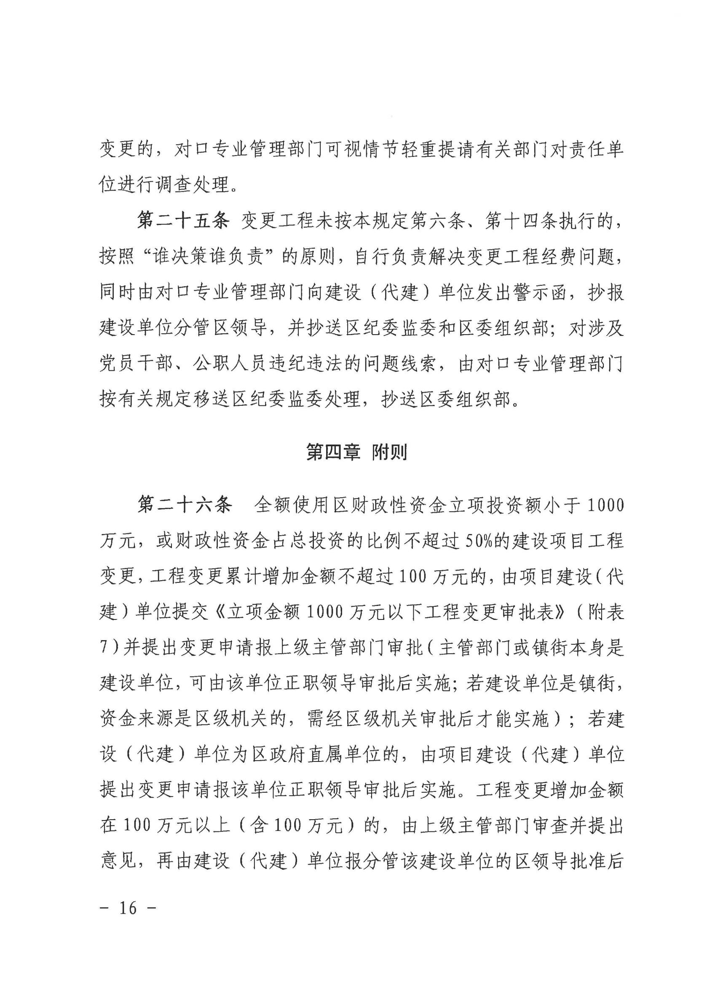 变更的，对口专业管理部门可视情节轻重提请有关部门对责任单
位进行调查处理。
第二十五条 变更工程未按本规定第六条、第十四条执行的，
按照“谁决策谁负责”的原则，自行负责解决变更工程经费问题，
同时由对口专业管理部门向建设（代建）单位发出警示函，抄报
建设单位分管区领导，并抄送区纪委监委和区委组织部；对涉及
党员干部、公职人员违纪违法的问题线索，由对口专业管理部门
按有关规定移送区纪委监委处理，抄送区委组织部。
第四章 附则
第二十六条 全额使用区财政性资金立项投资额小于 1000
万元，或财政性资金占总投资的比例不超过 50%的建设项目工程
变更，工程变更累计增加金额不超过 100 万元的，由项目建设（代
建）单位提交《立项金额 1000 万元以下工程变更审批表》（附表
7）并提出变更申请报上级主管部门审批（主管部门或镇街本身是
建设单位，可由该单位正职领导审批后实施；若建设单位是镇街，
资金来源是区级机关的，需经区级机关审批后才能实施）；若建
设（代建）单位为区政府直属单位的，由项目建设（代建）单位
提出变更申请报该单位正职领导审批后实施。工程变更增加金额
在 100 万元以上（含 100 万元）的，由上级主管部门审查并提出
意见，再由建设（代建）单位报分管该建设单位的区领导批准后
- 16 -